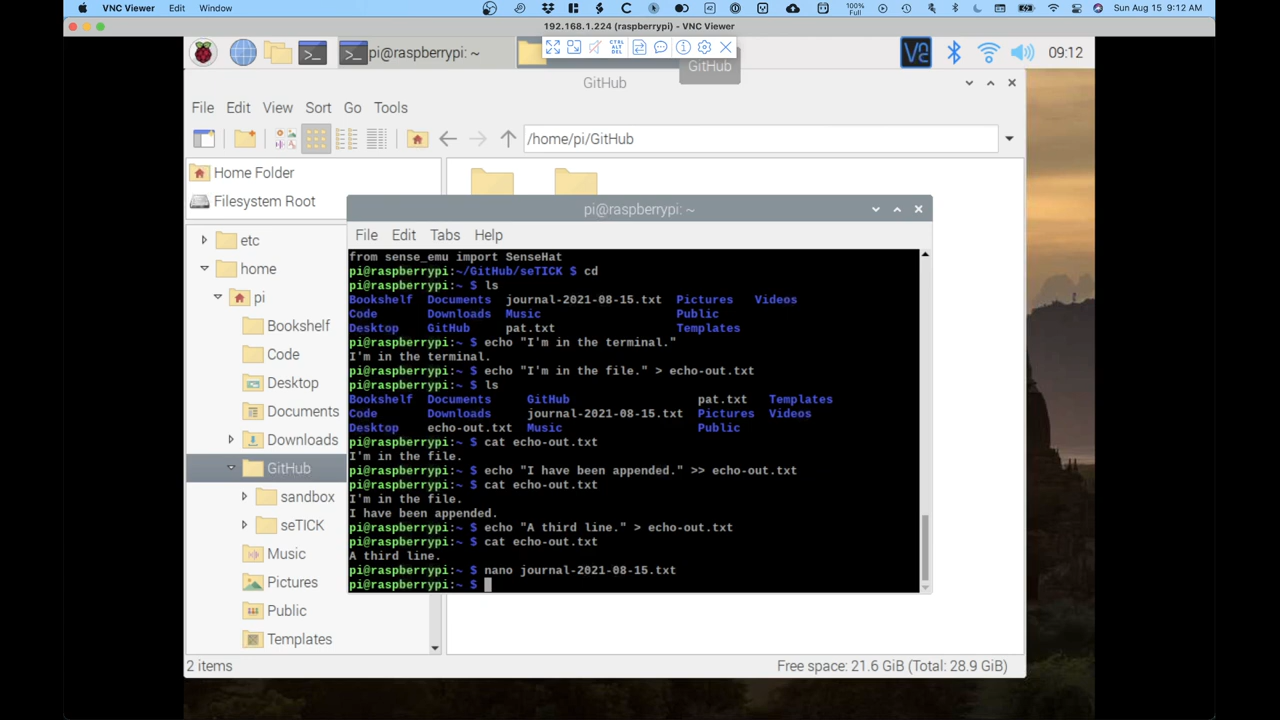 VNC Viewer Edit Window 100% Full Sun Aug 15 9:12 AM
192.168.1.224 (raspberrypi) - VNC Viewer
pi@raspberrypi: ~ CTRL ALT DEL 09:12
GitHub
GitHub
File Edit View Sort Go Tools
/home/pi/GitHub
Home Folder
Filesystem Root
etc
home
pi
Bookshelf
Code
Desktop
Documents
Downloads
GitHub
sandbox
seTICK
Music
Pictures
Public
Templates
pi@raspberrypi: ~
File Edit Tabs Help
from sense_emu import SenseHat
pi@raspberrypi:~/GitHub/seTICK $ cd
pi@raspberrypi:~ $ ls
Bookshelf Documents journal-2021-08-15.txt Pictures Videos
Code Downloads Music Public
Desktop GitHub pat.txt Templates
pi@raspberrypi:~ $ echo "I'm in the terminal."
I'm in the terminal.
pi@raspberrypi:~ $ echo "I'm in the file." > echo-out.txt
pi@raspberrypi:~ $ ls
Bookshelf Documents GitHub pat.txt Templates
Code Downloads journal-2021-08-15.txt Pictures Videos
Desktop echo-out.txt Music Public
pi@raspberrypi:~ $ cat echo-out.txt
I'm in the file.
pi@raspberrypi:~ $ echo "I have been appended." >> echo-out.txt
pi@raspberrypi:~ $ cat echo-out.txt
I'm in the file.
I have been appended.
pi@raspberrypi:~ $ echo "A third line." > echo-out.txt
pi@raspberrypi:~ $ cat echo-out.txt
A third line.
pi@raspberrypi:~ $ nano journal-2021-08-15.txt
pi@raspberrypi:~ $
2 items Free space: 21.6 GiB (Total: 28.9 GiB)